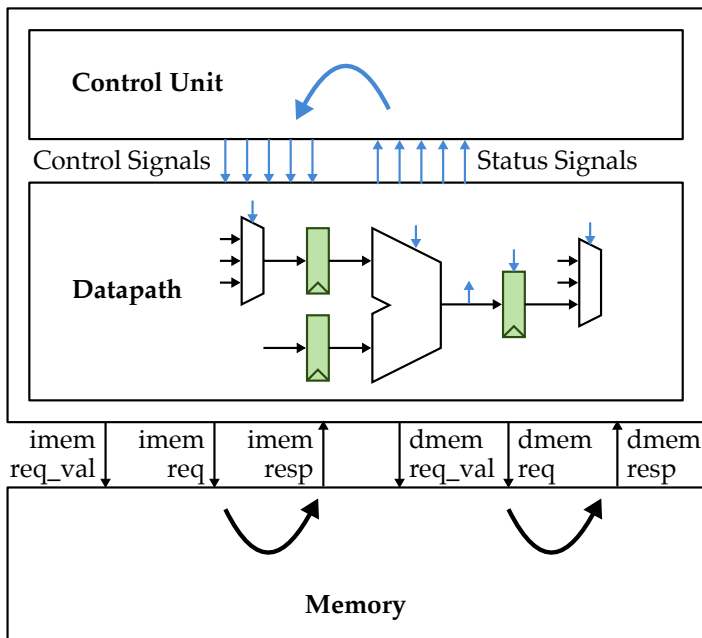 Control Unit
Control Signals
Status Signals
Datapath
imem
req_val
imem
req
imem
resp
dmem
req_val
dmem
req
dmem
resp
Memory